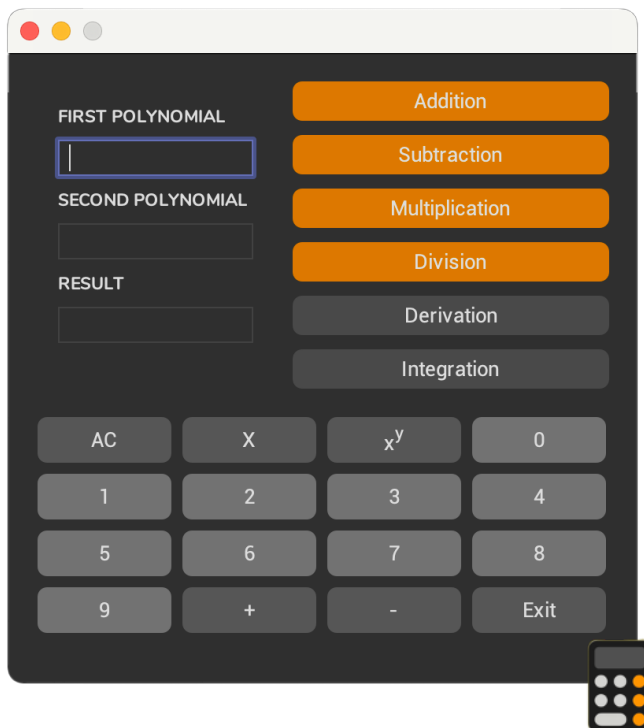 FIRST POLYNOMIAL
SECOND POLYNOMIAL
RESULT
Addition
Subtraction
Multiplication
Division
Derivation
Integration
AC X xʸ 0
1 2 3 4
5 6 7 8
9 + - Exit